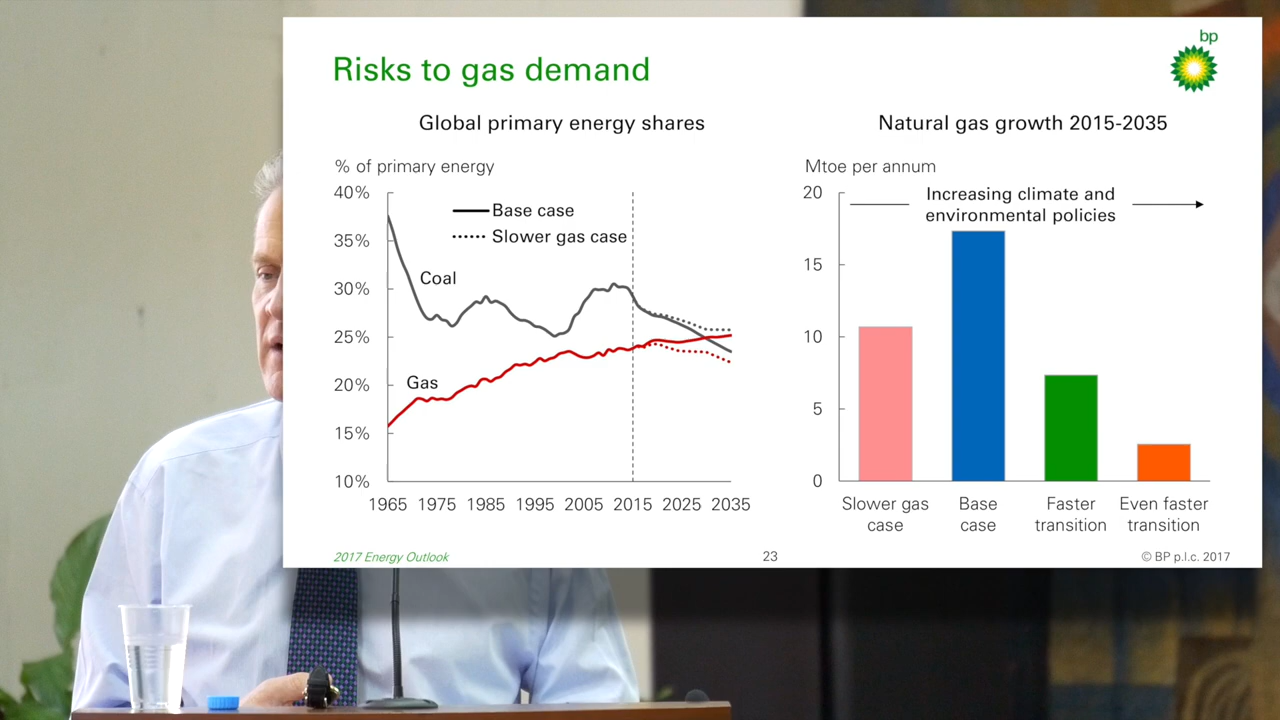 bp
Risks to gas demand
Global primary energy shares
% of primary energy
40%
35%
30%
25%
20%
15%
10%
Base case
Slower gas case
Coal
Gas
1965 1975 1985 1995 2005 2015 2025 2035
Natural gas growth 2015-2035
Mtoe per annum
20
15
10
5
0
Increasing climate and
environmental policies
Slower gas
case
Base
case
Faster
transition
Even faster
transition
2017 Energy Outlook
23
© BP p.l.c. 2017